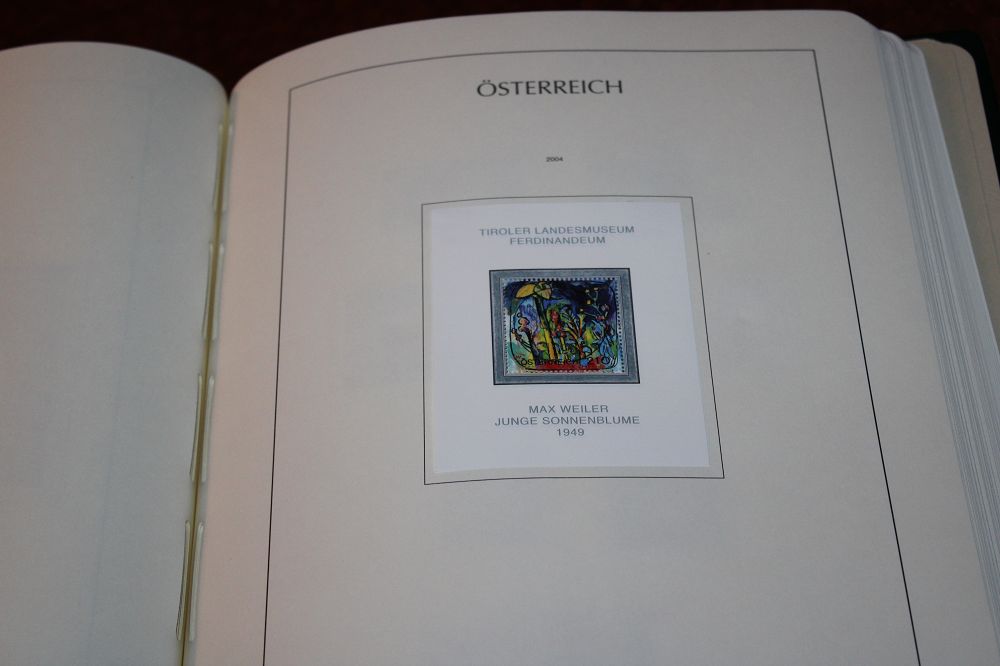 ÖSTERREICH
2004
TIROLER LANDESMUSEUM
FERDINANDEUM
MAX WEILER
JUNGE SONNENBLUME
1949